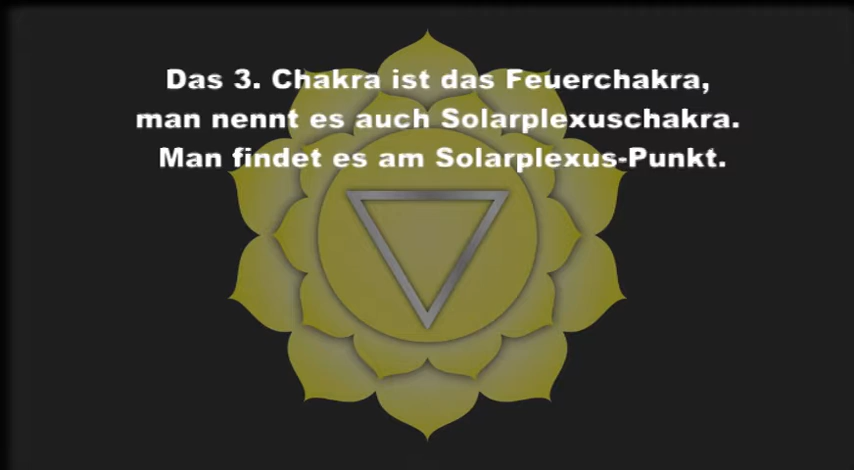 Das 3. Chakra ist das Feuerchakra,
man nennt es auch Solarplexuschakra.
Man findet es am Solarplexus-Punkt.